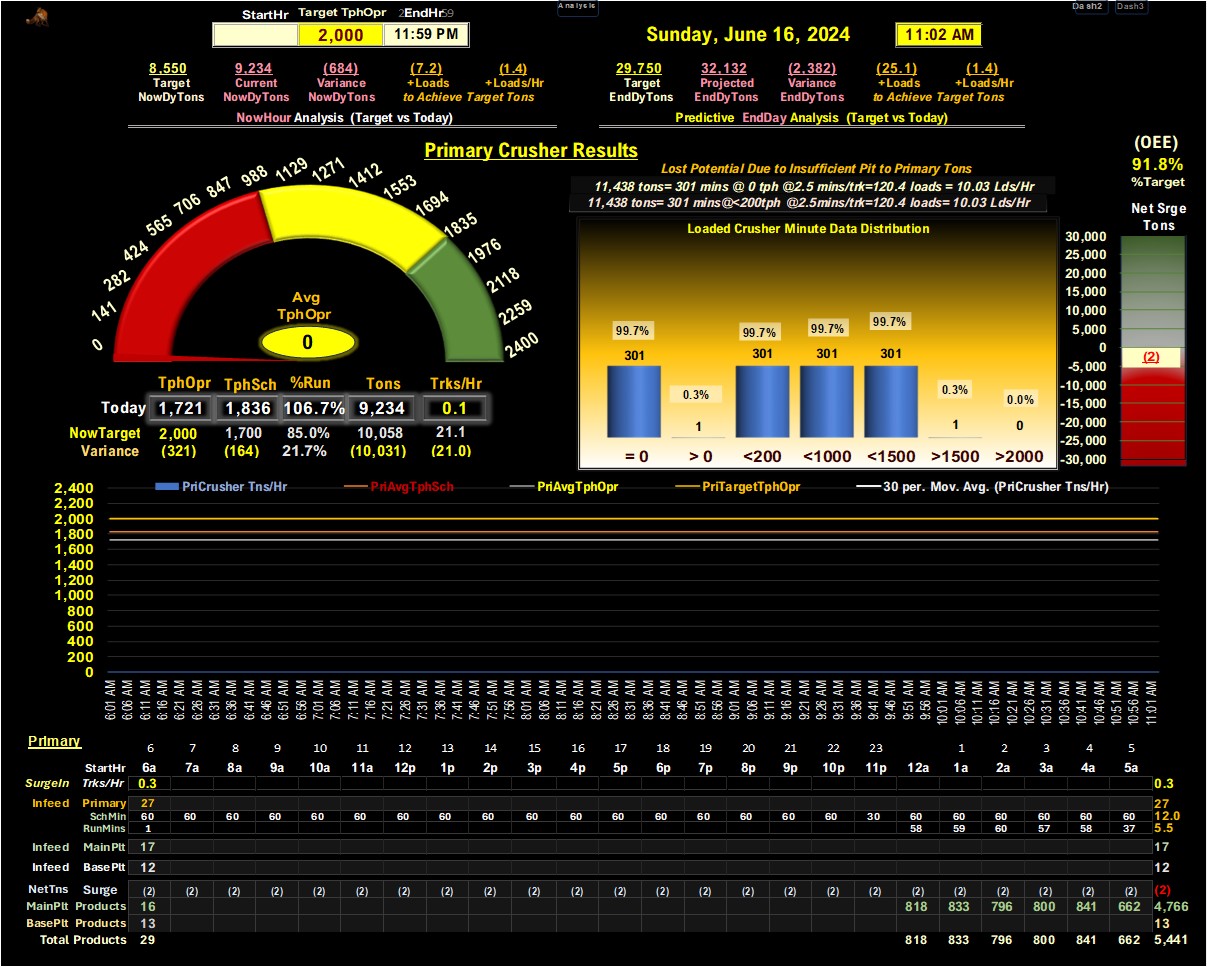 Analysis
Dash2 Dash3
StartHr Target TphOpr EndHr
2,000 11:59 PM
Sunday, June 16, 2024 11:02 AM
8,550 9,234 (684) (7.2) (1.4)
Target Current Variance +Loads +Loads/Hr
NowDyTons NowDyTons NowDyTons to Achieve Target Tons
NowHour Analysis (Target vs Today)
29,750 32,132 (2,382) (25.1) (1.4)
Target Projected Variance +Loads +Loads/Hr
EndDyTons EndDyTons EndDyTons to Achieve Target Tons
Predictive EndDay Analysis (Target vs Today)
Primary Crusher Results
(OEE)
91.8%
%Target
Lost Potential Due to Insufficient Pit to Primary Tons
11,438 tons= 301 mins @ 0 tph @2.5 mins/trk=120.4 loads = 10.03 Lds/Hr
11,438 tons= 301 mins@<200tph @2.5mins/trk=120.4 loads= 10.03 Lds/Hr
0 141 282 424 565 706 847 988 1129 1271 1412 1553 1694 1835 1976 2118 2259 2400
Avg
TphOpr
0
Loaded Crusher Minute Data Distribution
99.7% 0.3% 99.7% 99.7% 99.7% 0.3% 0.0%
301 1 301 301 301 1 0
= 0 > 0 <200 <1000 <1500 >1500 >2000
Net Srge
Tons
30,000
25,000
20,000
15,000
10,000
5,000
0
(2)
-5,000
-10,000
-15,000
-20,000
-25,000
-30,000
TphOpr TphSch %Run Tons Trks/Hr
Today 1,721 1,836 106.7% 9,234 0.1
NowTarget 2,000 1,700 85.0% 10,058 21.1
Variance (321) (164) 21.7% (10,031) (21.0)
PriCrusher Tns/Hr PriAvgTphSch PriAvgTphOpr PriTargetTphOpr 30 per. Mov. Avg. (PriCrusher Tns/Hr)
2,400
2,200
2,000
1,800
1,600
1,400
1,200
1,000
800
600
400
200
0
6:01 AM 6:06 AM 6:11 AM 6:16 AM 6:21 AM 6:26 AM 6:31 AM 6:36 AM 6:41 AM 6:46 AM 6:51 AM 6:56 AM 7:01 AM 7:06 AM 7:11 AM 7:16 AM 7:21 AM 7:26 AM 7:31 AM 7:36 AM 7:41 AM 7:46 AM 7:51 AM 7:56 AM 8:01 AM 8:06 AM 8:11 AM 8:16 AM 8:21 AM 8:26 AM 8:31 AM 8:36 AM 8:41 AM 8:46 AM 8:51 AM 8:56 AM 9:01 AM 9:06 AM 9:11 AM 9:16 AM 9:21 AM 9:26 AM 9:31 AM 9:36 AM 9:41 AM 9:46 AM 9:51 AM 9:56 AM 10:01 AM 10:06 AM 10:11 AM 10:16 AM 10:21 AM 10:26 AM 10:31 AM 10:36 AM 10:41 AM 10:46 AM 10:51 AM 10:56 AM 11:01 AM
Primary 6 7 8 9 10 11 12 13 14 15 16 17 18 19 20 21 22 23 1 2 3 4 5
StartHr 6a 7a 8a 9a 10a 11a 12p 1p 2p 3p 4p 5p 6p 7p 8p 9p 10p 11p 12a 1a 2a 3a 4a 5a
SurgeIn Trks/Hr 0.3 0.3
Infeed Primary 27 27
SchMin 60 60 60 60 60 60 60 60 60 60 60 60 60 60 60 60 60 30 60 60 60 60 60 60 12.0
RunMins 1 58 59 60 57 58 37 5.5
Infeed MainPlt 17 17
Infeed BasePlt 12 12
NetTns Surge (2) (2) (2) (2) (2) (2) (2) (2) (2) (2) (2) (2) (2) (2) (2) (2) (2) (2) (2) (2) (2) (2) (2) (2) (2)
MainPlt Products 16 818 833 796 800 841 662 4,766
BasePlt Products 13 13
Total Products 29 818 833 796 800 841 662 5,441